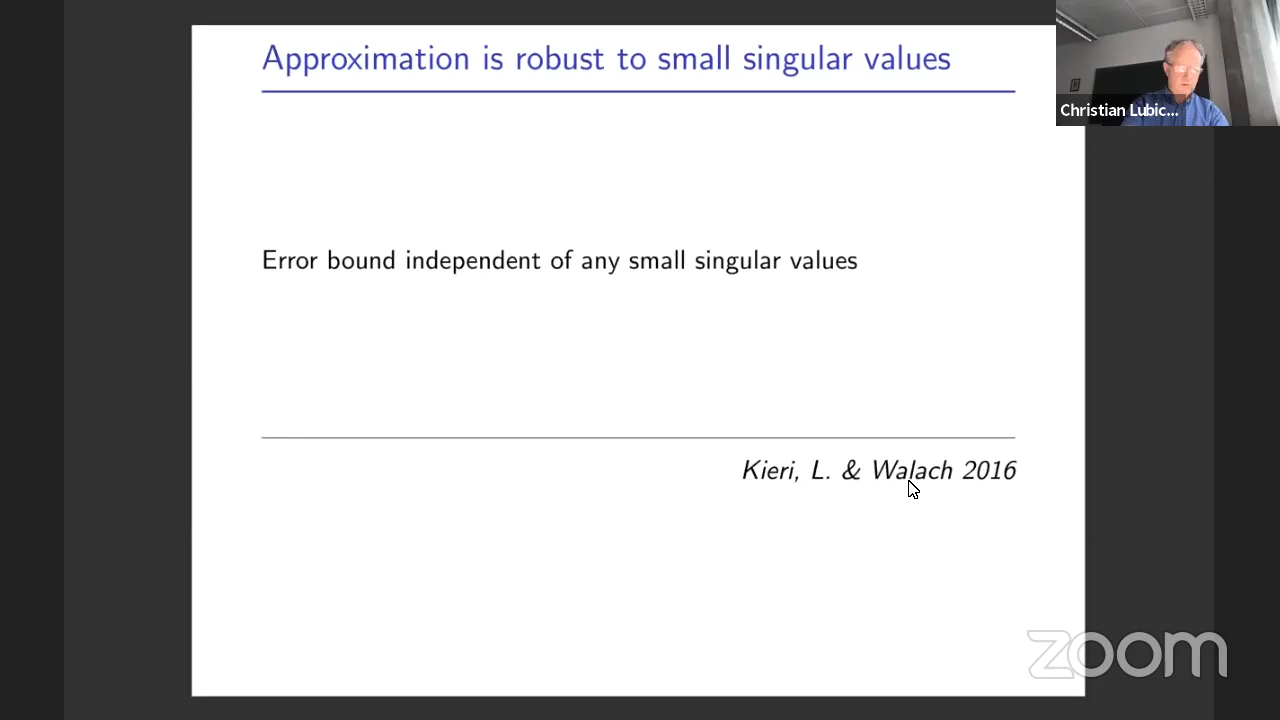 Approximation is robust to small singular values
Christian Lubic...
Error bound independent of any small singular values
Kieri, L. & Walach 2016
zoom